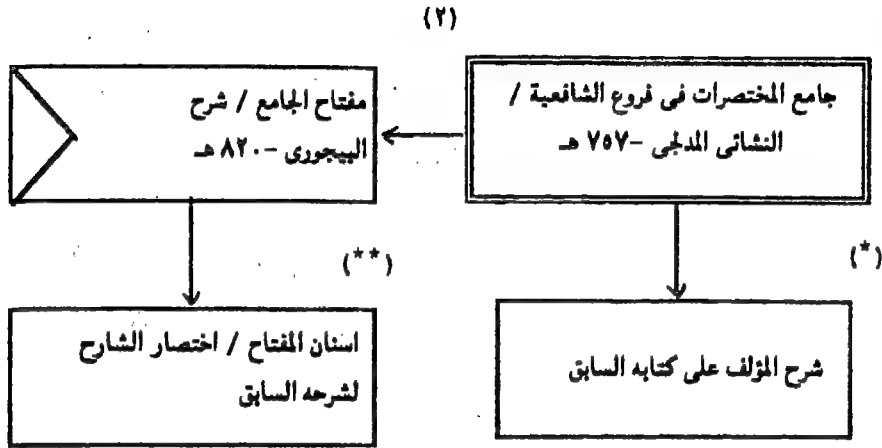 (٢)
جامع المختصرات فى فروع الشافعية /
النشائى المدلجى -٧٥٧ هـ
مفتاح الجامع / شرح
البيجورى -٨٢٠ هـ
(*)
(**)
شرح المؤلف على كتابه السابق
اسنان المفتاح / اختصار الشارح
لشرحه السابق